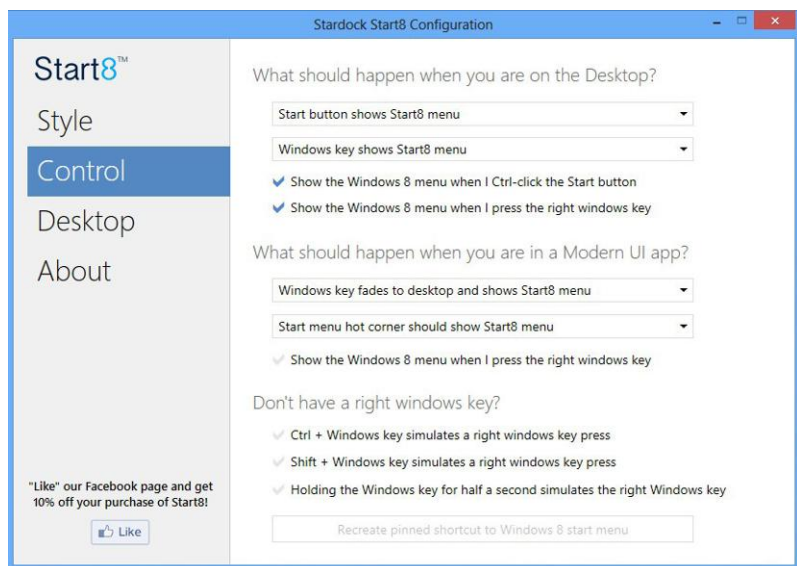 Stardock Start8 Configuration
Start8™
Style
Control
Desktop
About
"Like" our Facebook page and get
10% off your purchase of Start8!
Like
What should happen when you are on the Desktop?
Start button shows Start8 menu
Windows key shows Start8 menu
Show the Windows 8 menu when I Ctrl-click the Start button
Show the Windows 8 menu when I press the right windows key
What should happen when you are in a Modern UI app?
Windows key fades to desktop and shows Start8 menu
Start menu hot corner should show Start8 menu
Show the Windows 8 menu when I press the right windows key
Don't have a right windows key?
Ctrl + Windows key simulates a right windows key press
Shift + Windows key simulates a right windows key press
Holding the Windows key for half a second simulates the right Windows key
Recreate pinned shortcut to Windows 8 start menu